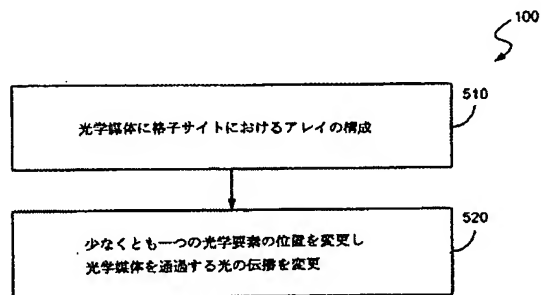 100
光学媒体に格子サイトにおけるアレイの構成
510
少なくとも一つの光学要素の位置を変更し
光学媒体を通過する光の伝播を変更
520